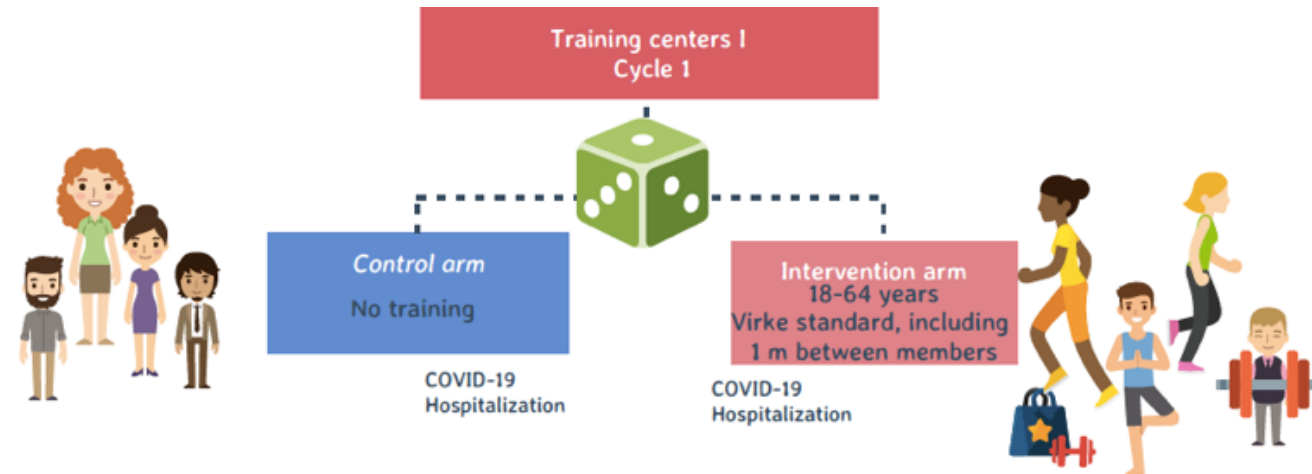 Training centers I
Cycle 1
Control arm
No training
Intervention arm
18-64 years
Virke standard, including
1 m between members
COVID-19
Hospitalization
COVID-19
Hospitalization